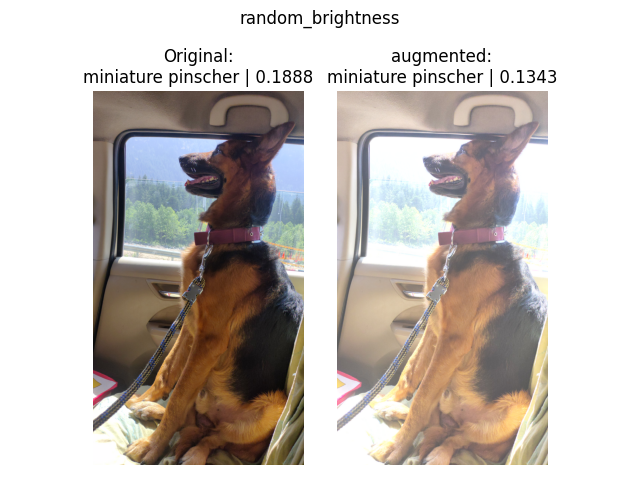 random_brightness
Original:
miniature pinscher | 0.1888
augmented:
miniature pinscher | 0.1343